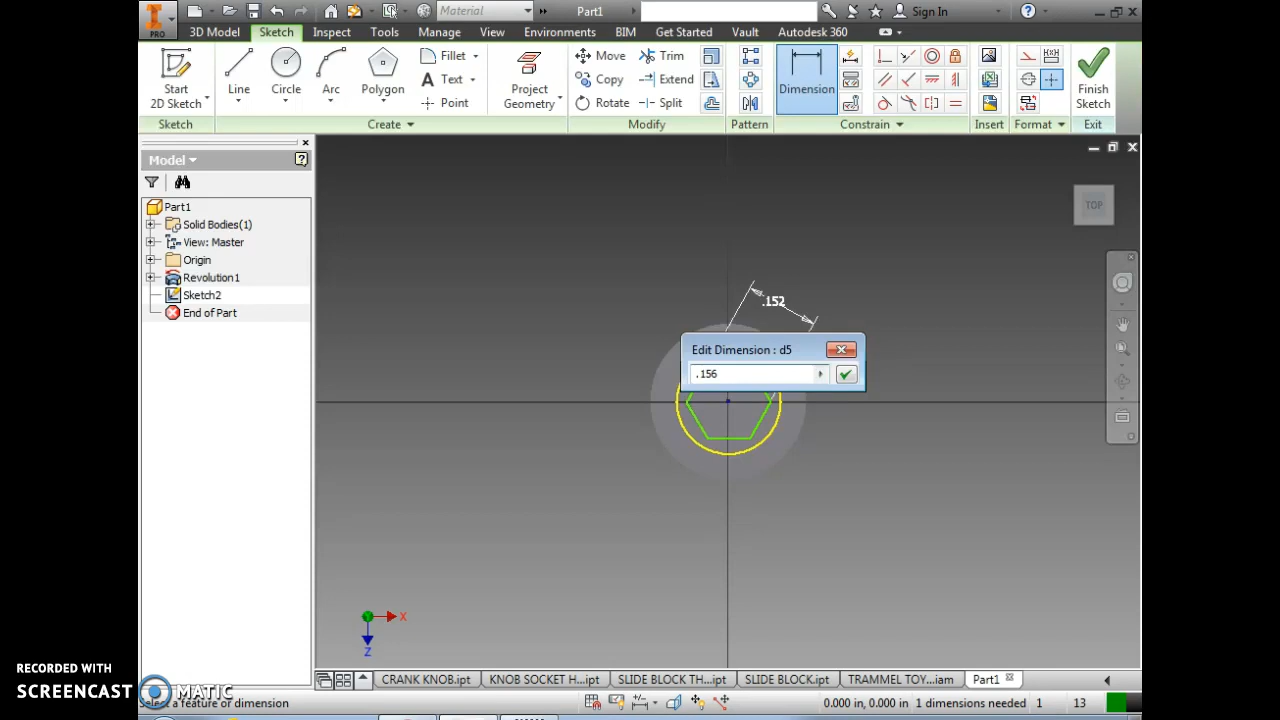 PRO
Material
Part1
Sign In
3D Model Sketch Inspect Tools Manage View Environments BIM Get Started Vault Autodesk 360
Start 2D Sketch
Line
Circle
Arc
Polygon
Fillet
Text
Point
Project Geometry
Move
Copy
Rotate
Trim
Extend
Split
Dimension
Finish Sketch
Sketch Create Modify Pattern Constrain Insert Format Exit
Model
Part1
Solid Bodies(1)
View: Master
Origin
Revolution1
Sketch2
End of Part
TOP
.152
Edit Dimension : d5
.156
X
Z
CRANK KNOB.ipt KNOB SOCKET H...ipt SLIDE BLOCK TH...ipt SLIDE BLOCK.ipt TRAMMEL TOY...iam Part1
RECORDED WITH
SCREENCAST MATIC
Select a feature or dimension
0.000 in, 0.000 in 1 dimensions needed 1 13